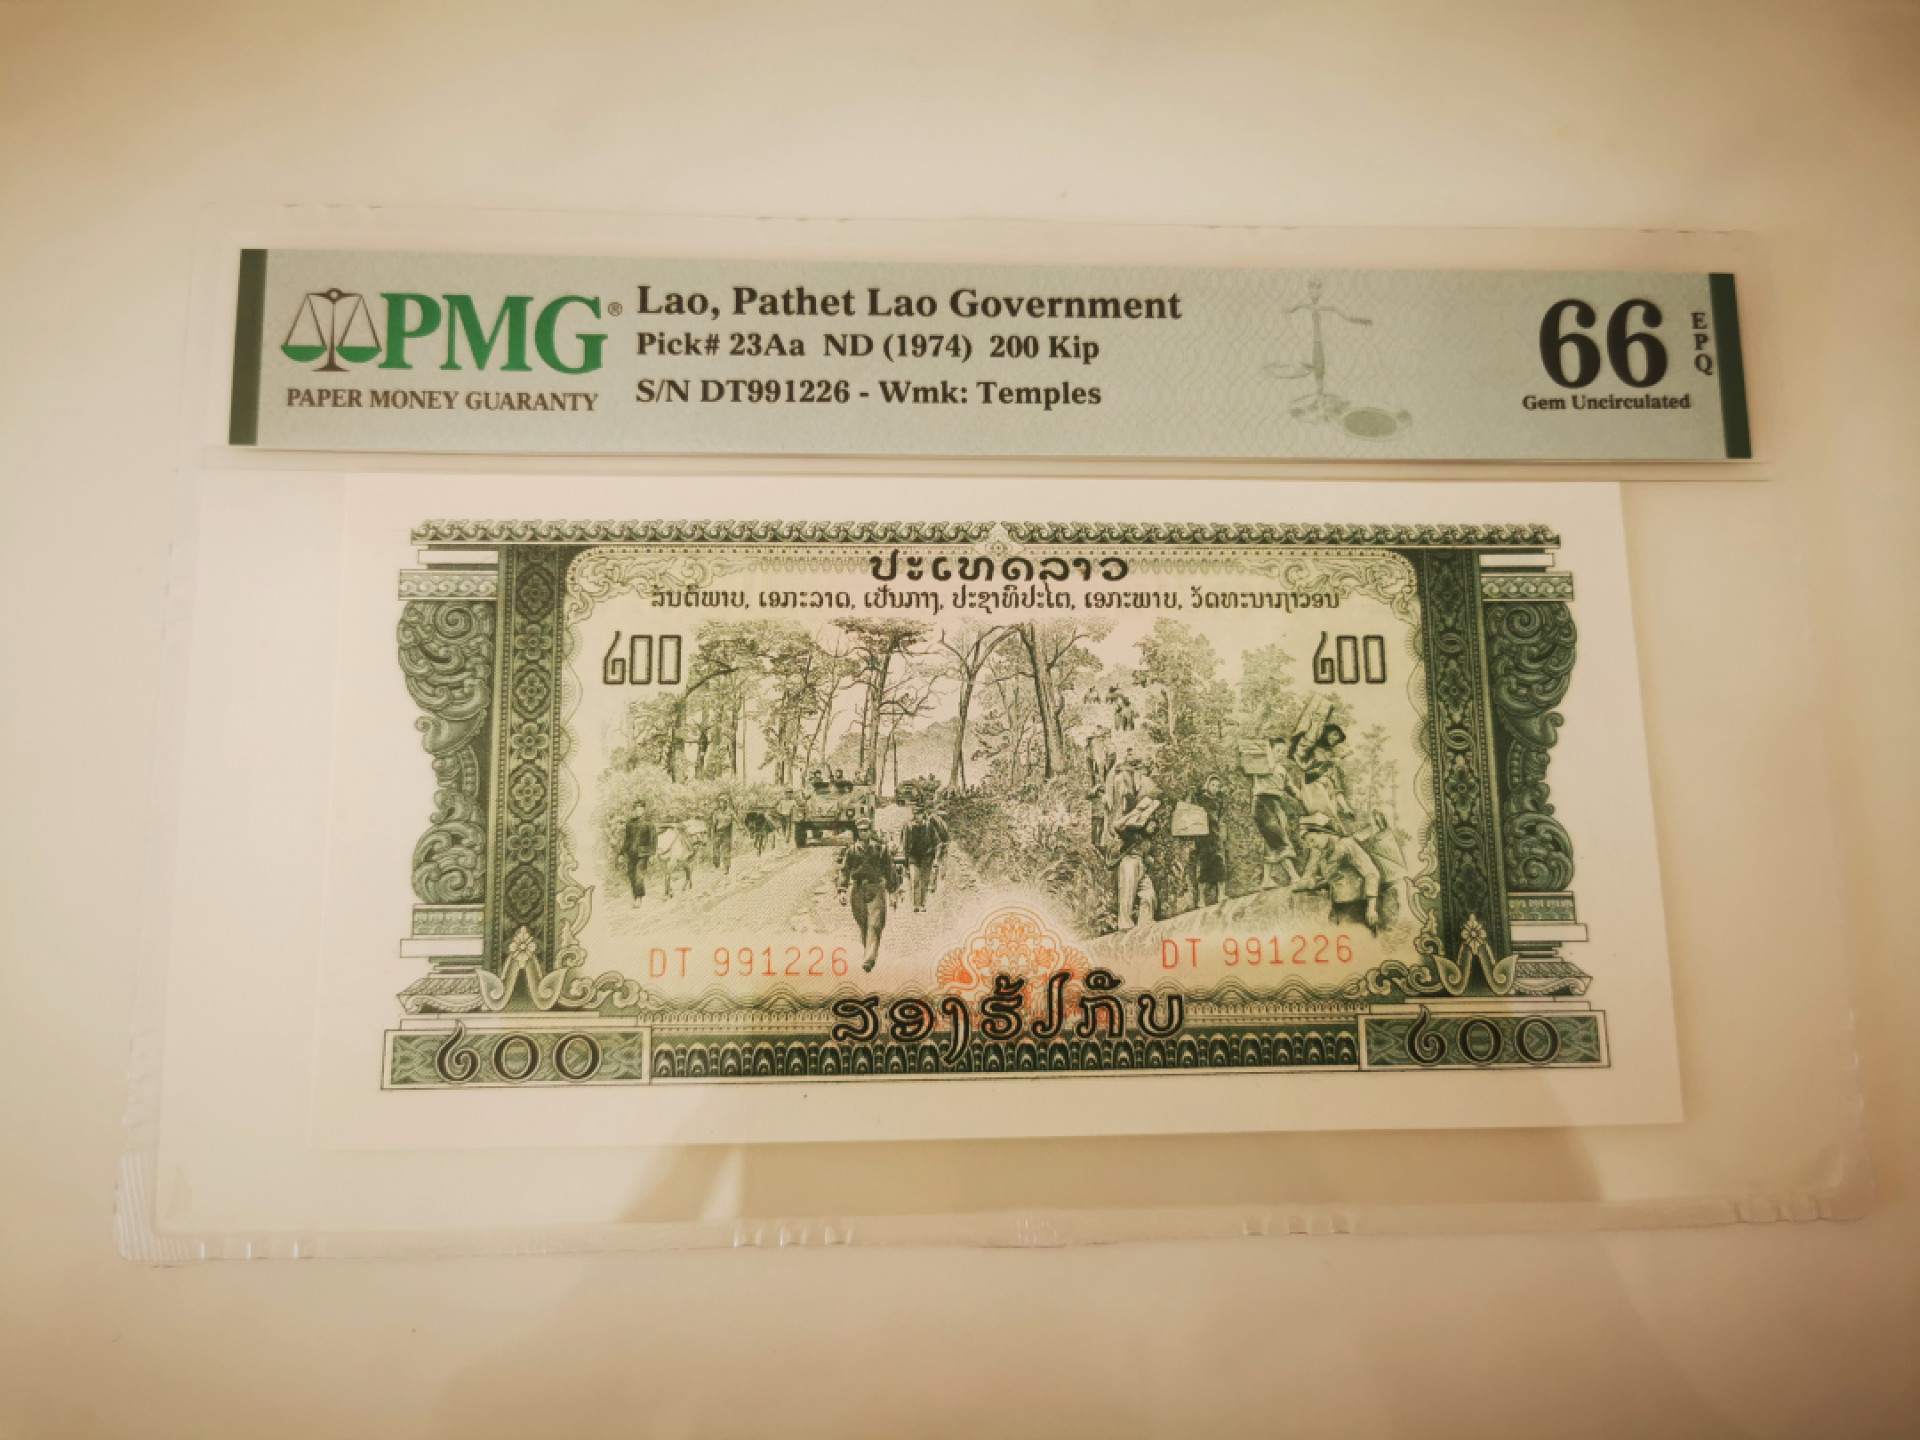 PMG®
PAPER MONEY GUARANTY
Lao, Pathet Lao Government
Pick# 23Aa ND (1974) 200 Kip
S/N DT991226 - Wmk: Temples
66
EPQ
Gem Uncirculated
ປະເທດລາວ
ສັນຕິພາບ, ເອກະລາດ, ເປັນກາງ, ປະຊາທິປະໄຕ, ເອກະພາບ, ວັດທະນາຖາວອນ
໒໐໐ ໒໐໐
DT 991226 DT 991226
ສອງຮ້ອຽກີບ
໒໐໐ ໒໐໐